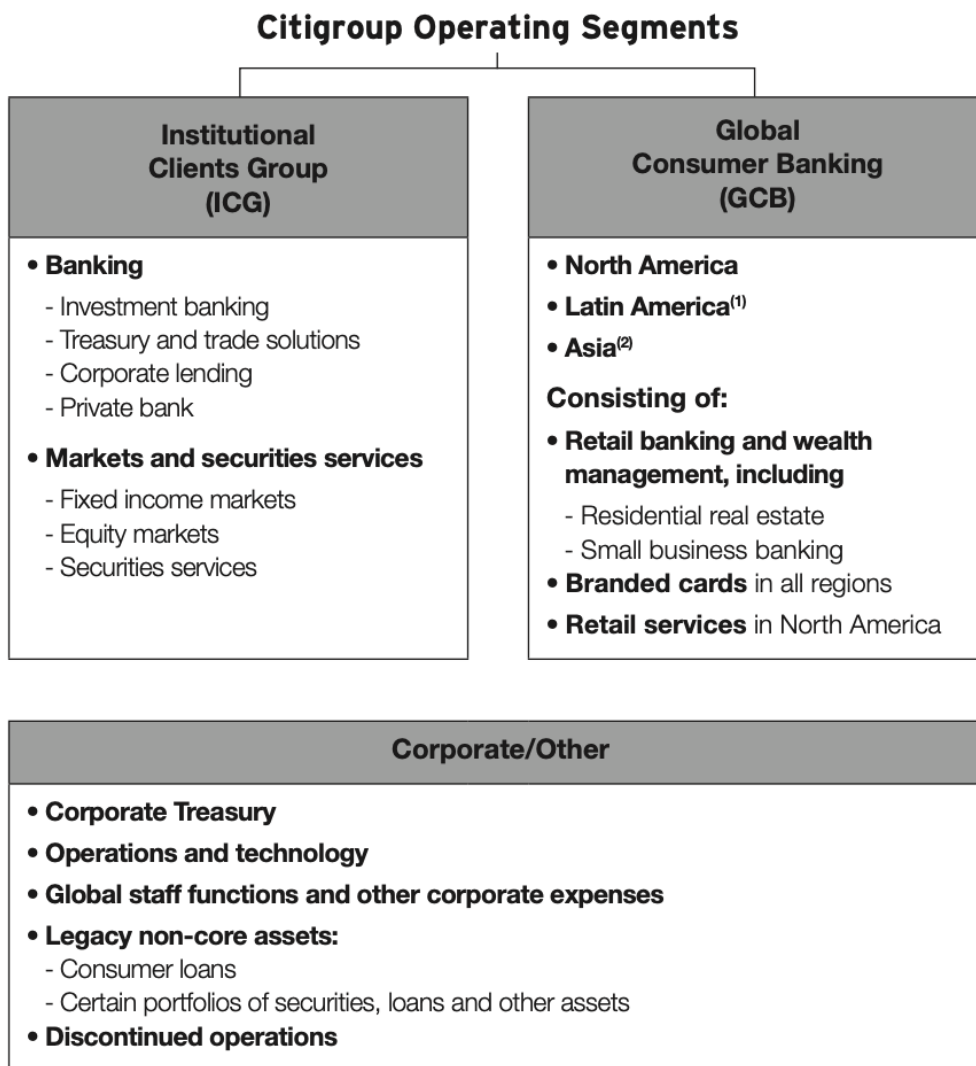 Citigroup Operating Segments
Institutional
Clients Group
(ICG)
• Banking
- Investment banking
- Treasury and trade solutions
- Corporate lending
- Private bank
• Markets and securities services
- Fixed income markets
- Equity markets
- Securities services
Global
Consumer Banking
(GCB)
• North America
• Latin America(1)
• Asia(2)
Consisting of:
• Retail banking and wealth
management, including
- Residential real estate
- Small business banking
• Branded cards in all regions
• Retail services in North America
Corporate/Other
• Corporate Treasury
• Operations and technology
• Global staff functions and other corporate expenses
• Legacy non-core assets:
- Consumer loans
- Certain portfolios of securities, loans and other assets
• Discontinued operations